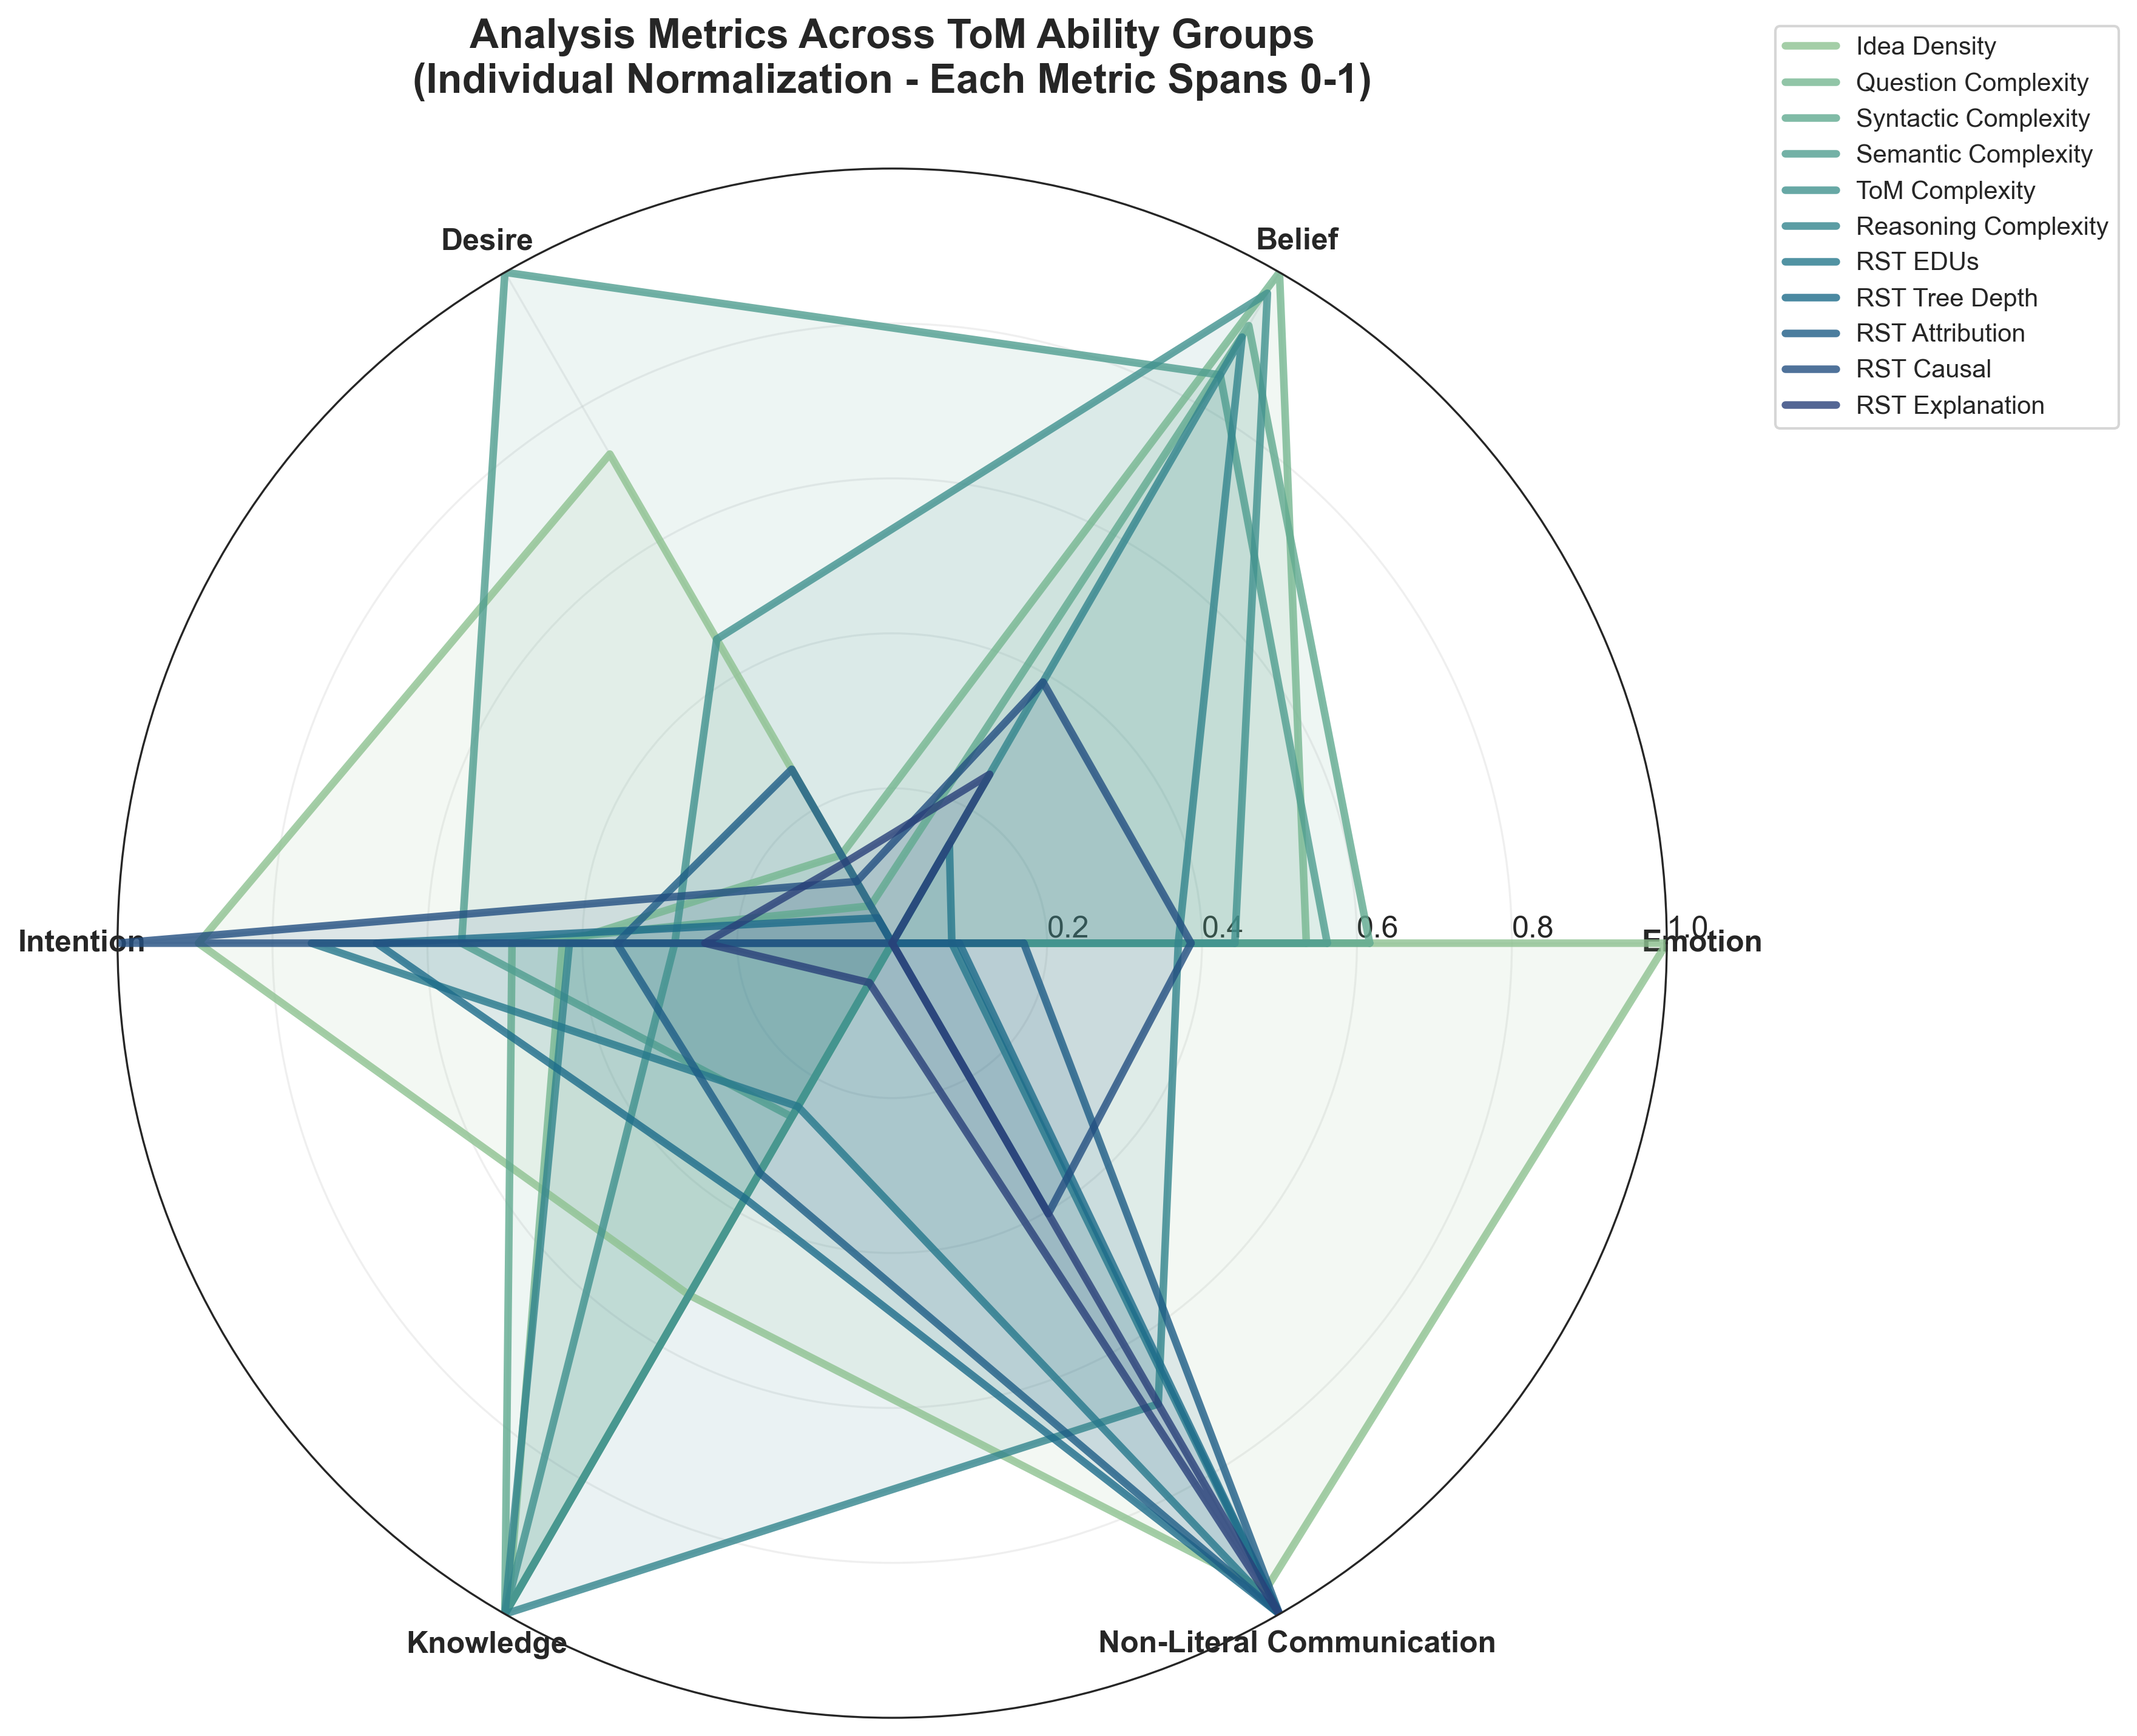 Analysis Metrics Across ToM Ability Groups
(Individual Normalization - Each Metric Spans 0-1)
Idea Density
Question Complexity
Syntactic Complexity
Semantic Complexity
ToM Complexity
Reasoning Complexity
RST EDUs
RST Tree Depth
RST Attribution
RST Causal
RST Explanation
Desire
Belief
Intention
0.2
0.4
0.6
0.8
1.0
Emotion
Knowledge
Non-Literal Communication